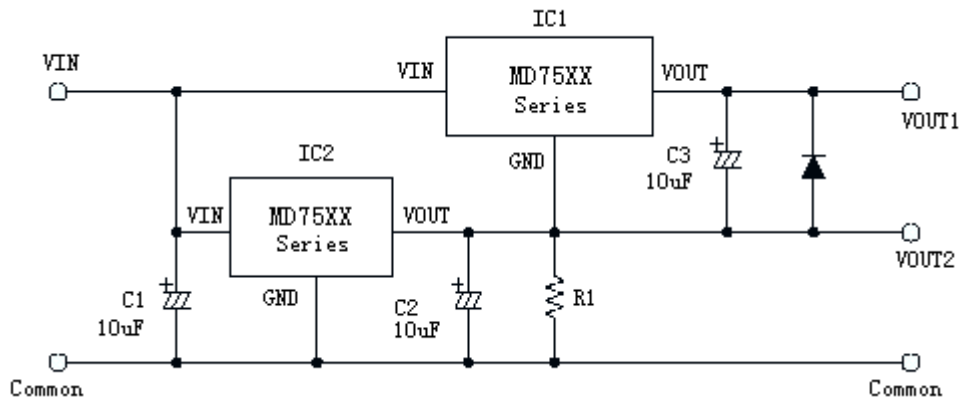 IC1
VIN
VIN
MD75XX
Series
VOUT
VOUT1
GND
C3
10uF
+
IC2
VIN
MD75XX
Series
VOUT
VOUT2
GND
C1
10uF
+
C2
10uF
+
R1
Common
Common